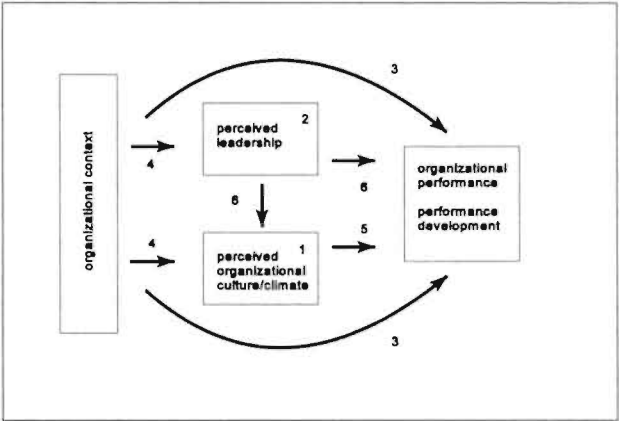 3
organizational context
4
perceived 2
leadership
6
6
organizational
performance
performance
development
4
perceived 1
organizational
culture/climate
5
3